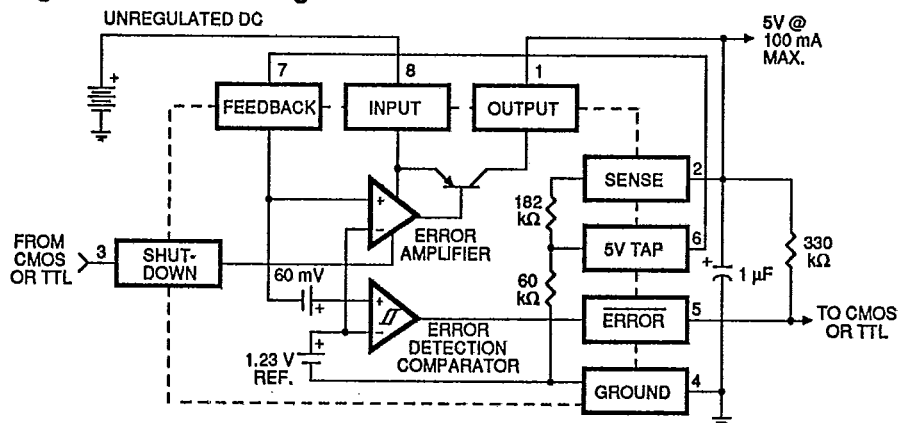 UNREGULATED DC
5V @
100 mA
MAX.
7
8
1
FEEDBACK
INPUT
OUTPUT
SENSE
2
182
kΩ
5V TAP
6
330
kΩ
FROM
CMOS
OR TTL
3
SHUT-
DOWN
ERROR
AMPLIFIER
60 mV
60
kΩ
1 μF
ERROR
5
TO CMOS
OR TTL
ERROR
DETECTION
COMPARATOR
1.23 V
REF.
GROUND
4